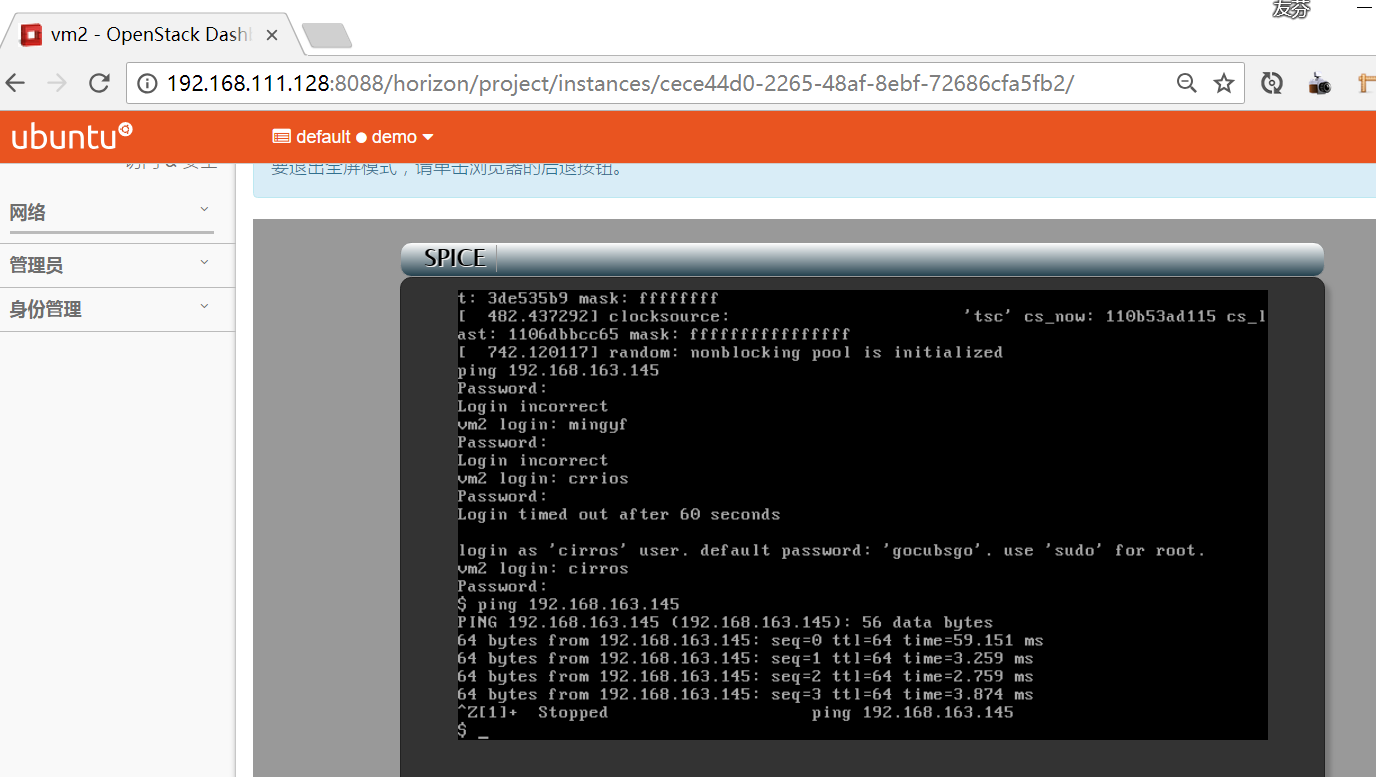 友芬
vm2 - OpenStack Dash
192.168.111.128:8088/horizon/project/instances/cece44d0-2265-48af-8ebf-72686cfa5fb2/
ubuntu
default ● demo
访问 & 安全
要退出全屏模式，请单击浏览器的后退按钮。
网络
管理员
身份管理
SPICE
t: 3de535b9 mask: ffffffff
[  482.437292] clocksource:                       'tsc' cs_now: 110b53ad115 cs_l
ast: 1106dbbcc65 mask: ffffffffffffffff
[  742.120117] random: nonblocking pool is initialized
ping 192.168.163.145
Password:
Login incorrect
vm2 login: mingyf
Password:
Login incorrect
vm2 login: crrios
Password:
Login timed out after 60 seconds
login as 'cirros' user. default password: 'gocubsgo'. use 'sudo' for root.
vm2 login: cirros
Password:
$ ping 192.168.163.145
PING 192.168.163.145 (192.168.163.145): 56 data bytes
64 bytes from 192.168.163.145: seq=0 ttl=64 time=59.151 ms
64 bytes from 192.168.163.145: seq=1 ttl=64 time=3.259 ms
64 bytes from 192.168.163.145: seq=2 ttl=64 time=2.759 ms
64 bytes from 192.168.163.145: seq=3 ttl=64 time=3.874 ms
^Z[1]+  Stopped                    ping 192.168.163.145
$ _